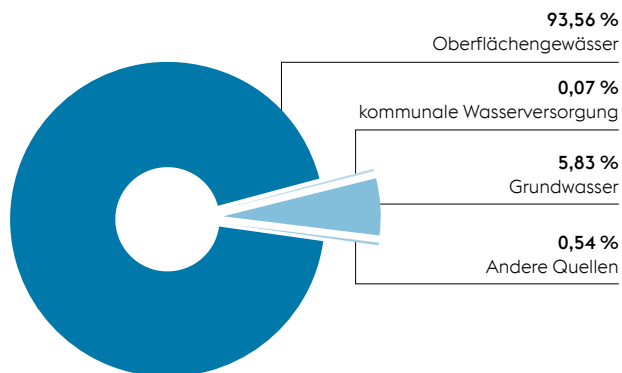 93,56 %
Oberflächengewässer
0,07 %
kommunale Wasserversorgung
5,83 %
Grundwasser
0,54 %
Andere Quellen